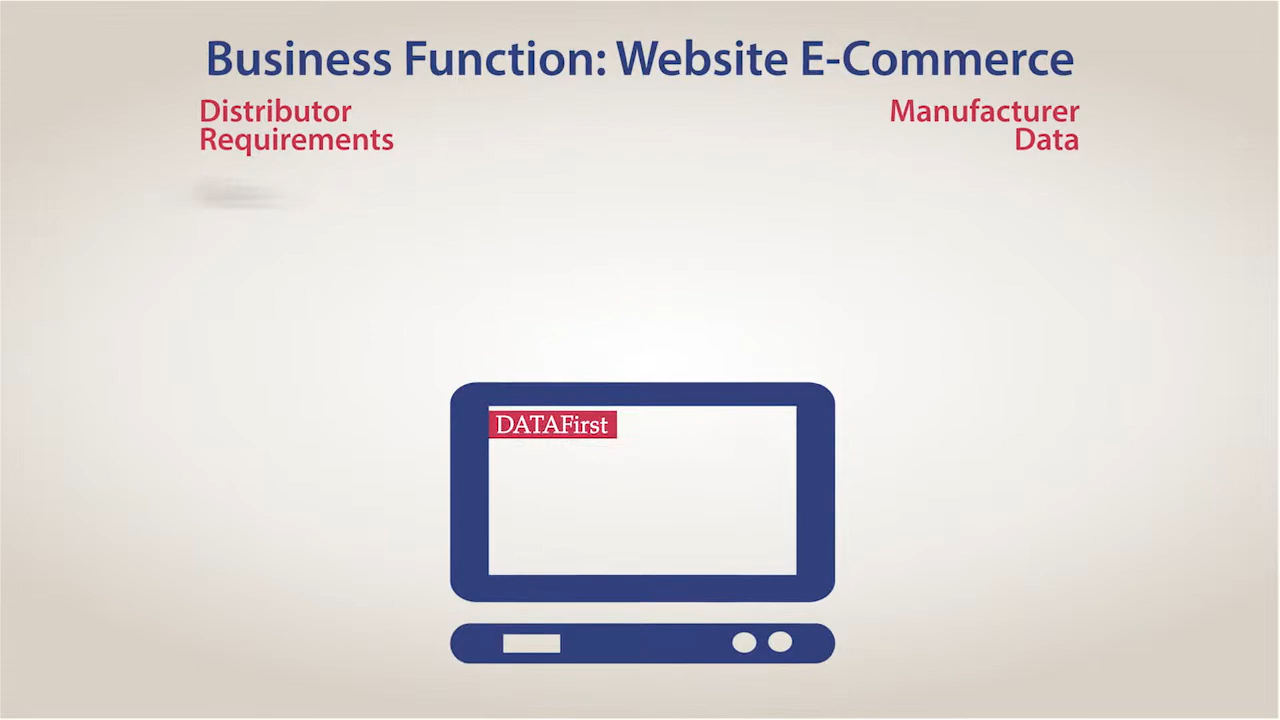 Business Function: Website E-Commerce
Distributor
Requirements
Manufacturer
Data
DATAFirst